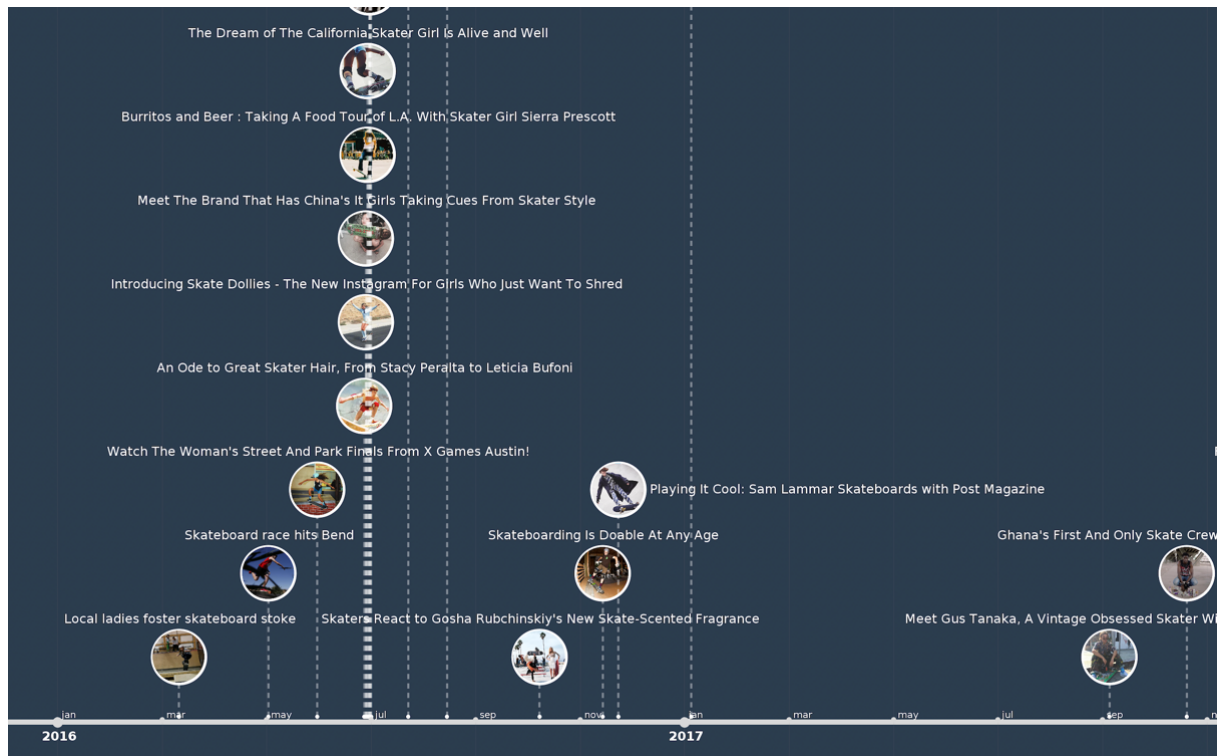 The Dream of The California Skater Girl Is Alive and Well
Burritos and Beer : Taking A Food Tour of L.A. With Skater Girl Sierra Prescott
Meet The Brand That Has China's It Girls Taking Cues From Skater Style
Introducing Skate Dollies - The New Instagram For Girls Who Just Want To Shred
An Ode to Great Skater Hair, From Stacy Peralta to Leticia Bufoni
Watch The Woman's Street And Park Finals From X Games Austin!
Playing It Cool: Sam Lammar Skateboards with Post Magazine
Skateboard race hits Bend
Skateboarding Is Doable At Any Age
Ghana's First And Only Skate Crew
Local ladies foster skateboard stoke
Skaters React to Gosha Rubchinskiy's New Skate-Scented Fragrance
Meet Gus Tanaka, A Vintage Obsessed Skater Wi
jan mar may jul sep nov jan mar may jul sep n
2016 2017